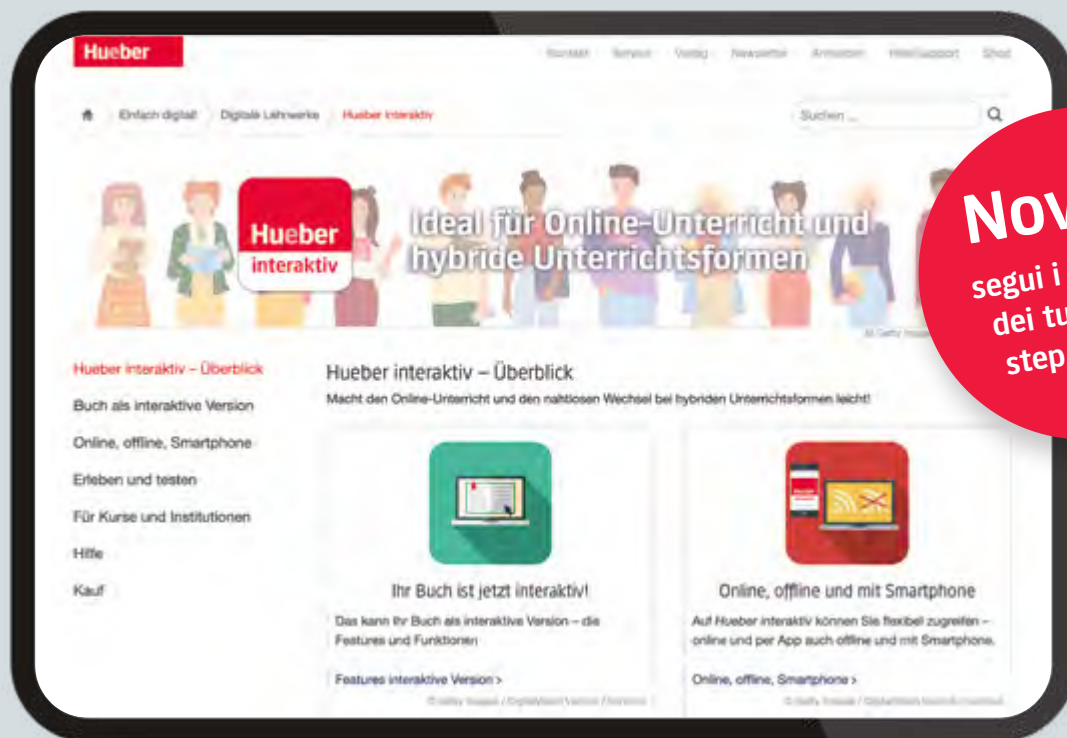 Hueber
Kontakt Service Verlag Newsletter Anmelden Hilfe/Support Shop
Einfach digital! Digitale Lehrwerke Hueber interaktiv
Suchen ...
Hueber
interaktiv
Ideal für Online-Unterricht und
hybride Unterrichtsformen
© Getty
Nov
segui i
dei tu
step
Hueber interaktiv – Überblick
Buch als interaktive Version
Online, offline, Smartphone
Erleben und testen
Für Kurse und Institutionen
Hilfe
Kauf
Hueber interaktiv – Überblick
Macht den Online-Unterricht und den nahtlosen Wechsel bei hybriden Unterrichtsformen leicht!
Ihr Buch ist jetzt interaktiv!
Das kann Ihr Buch als interaktive Version – die
Features und Funktionen
Features interaktive Version >
Online, offline und mit Smartphone
Auf Hueber interaktiv können Sie flexibel zugreifen –
online und per App auch offline und mit Smartphone.
Online, offline, Smartphone >